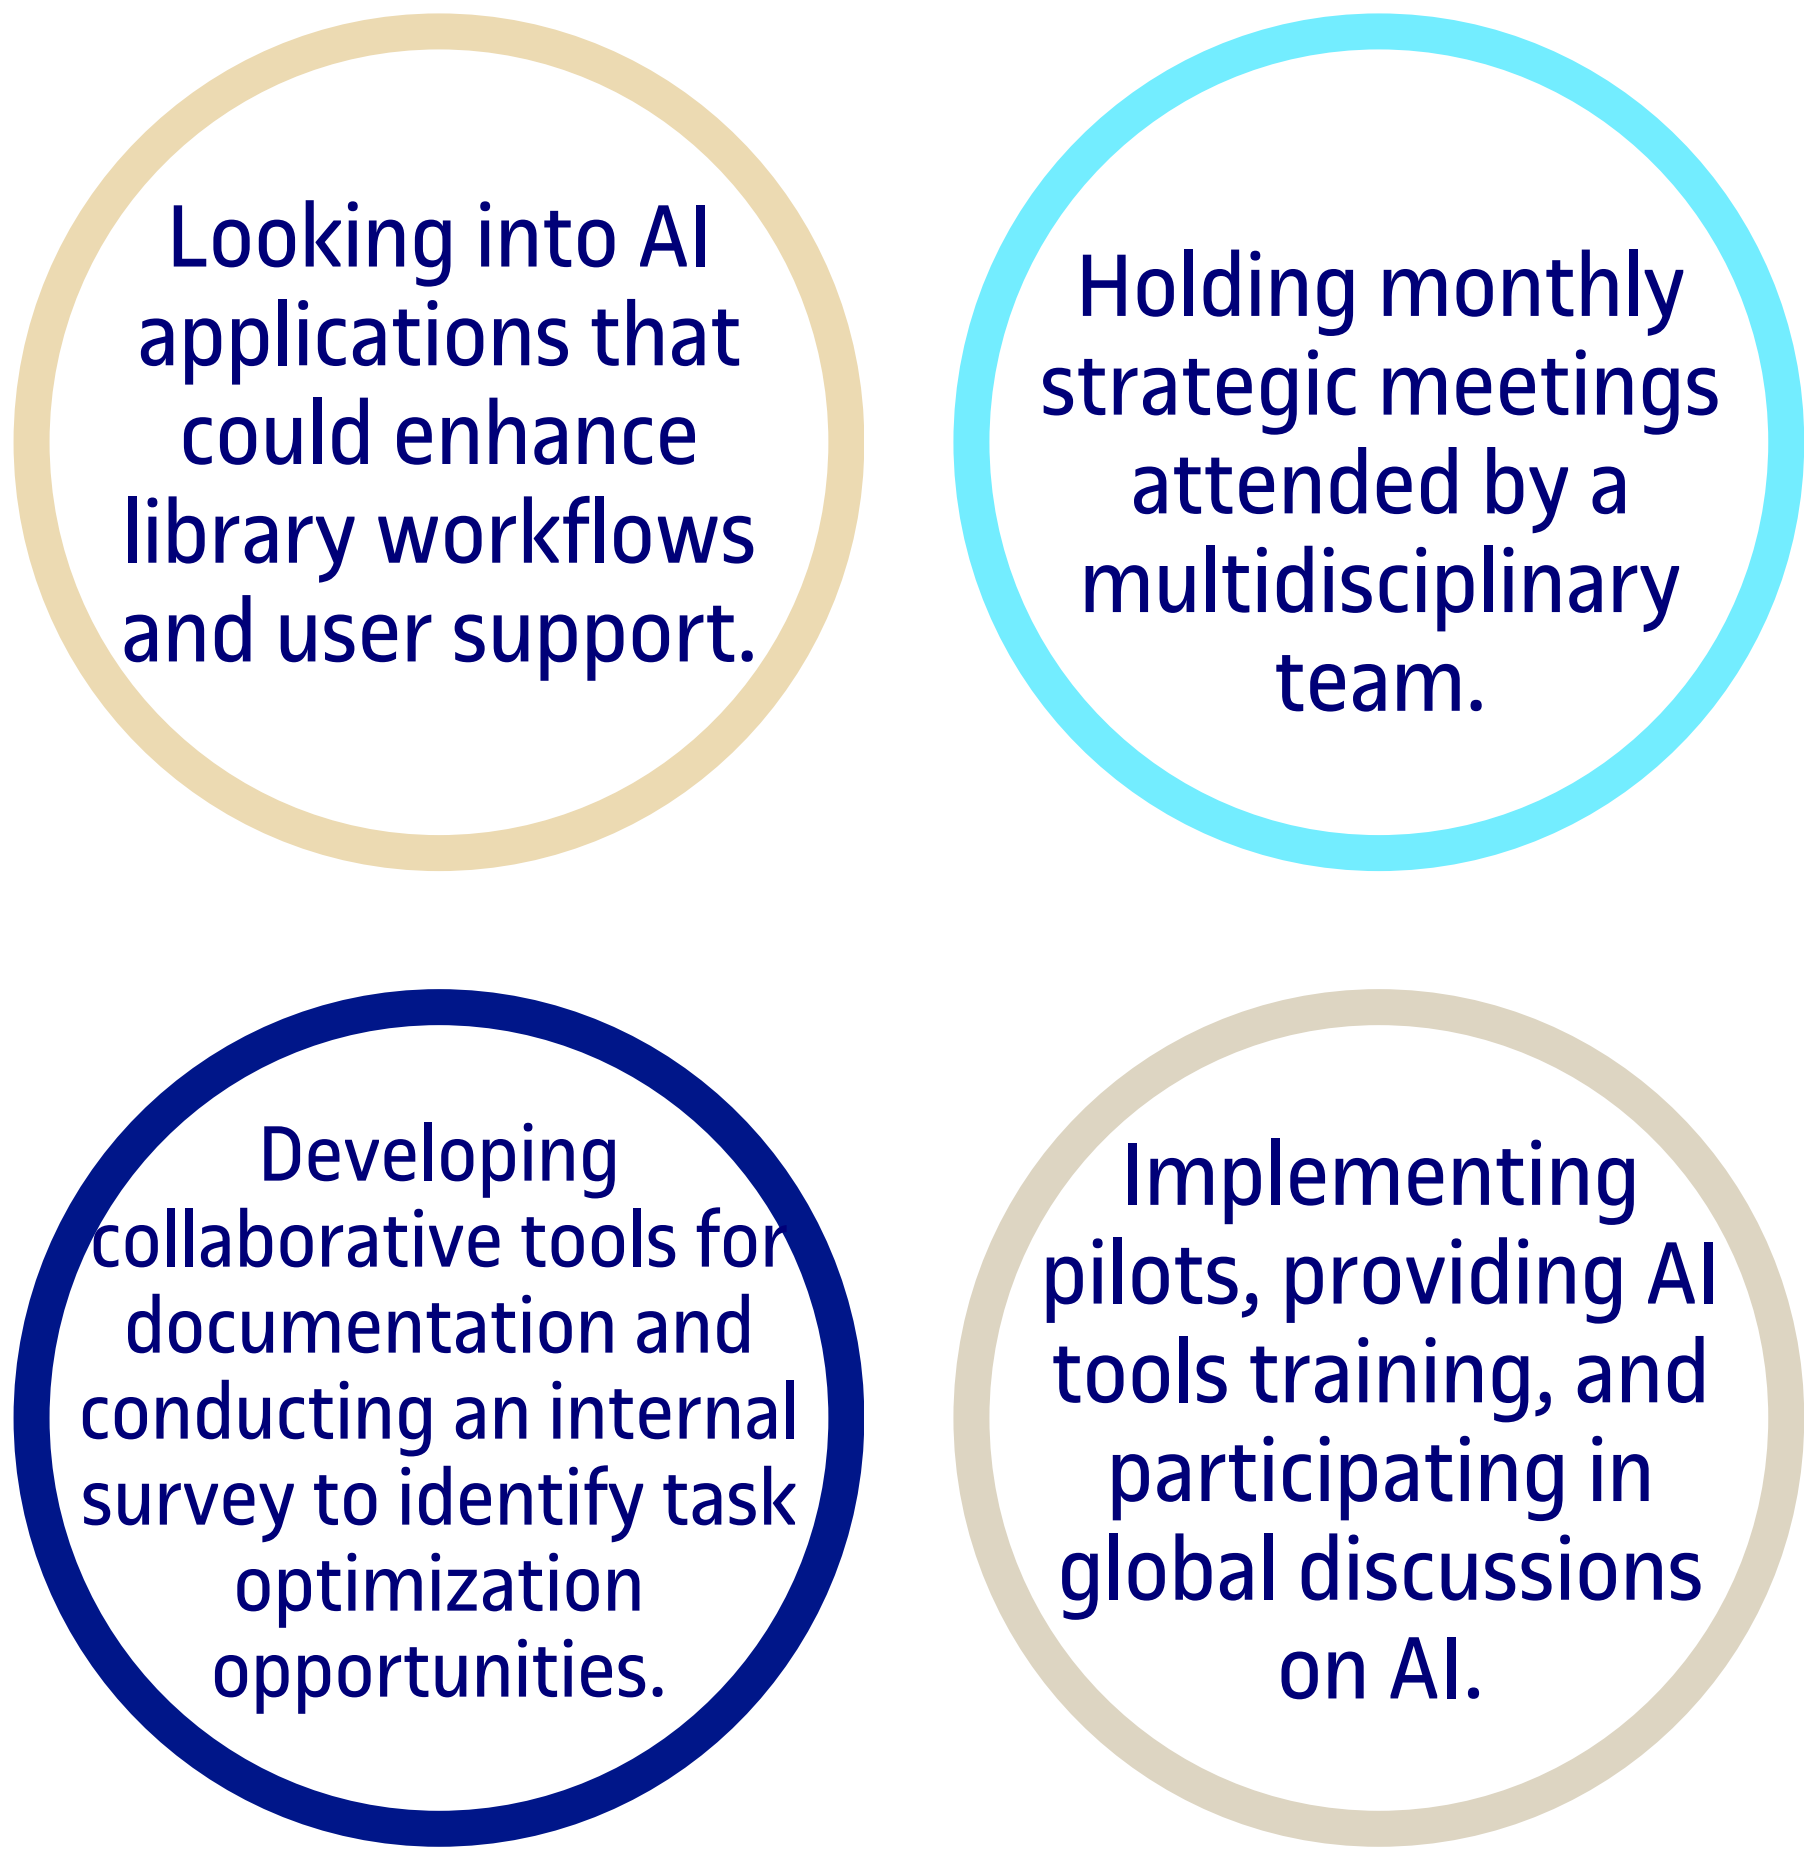 Looking into AI
applications that
could enhance
library workflows
and user support.
Holding monthly
strategic meetings
attended by a
multidisciplinary
team.
Developing
collaborative tools for
documentation and
conducting an internal
survey to identify task
optimization
opportunities.
Implementing
pilots, providing AI
tools training, and
participating in
global discussions
on AI.